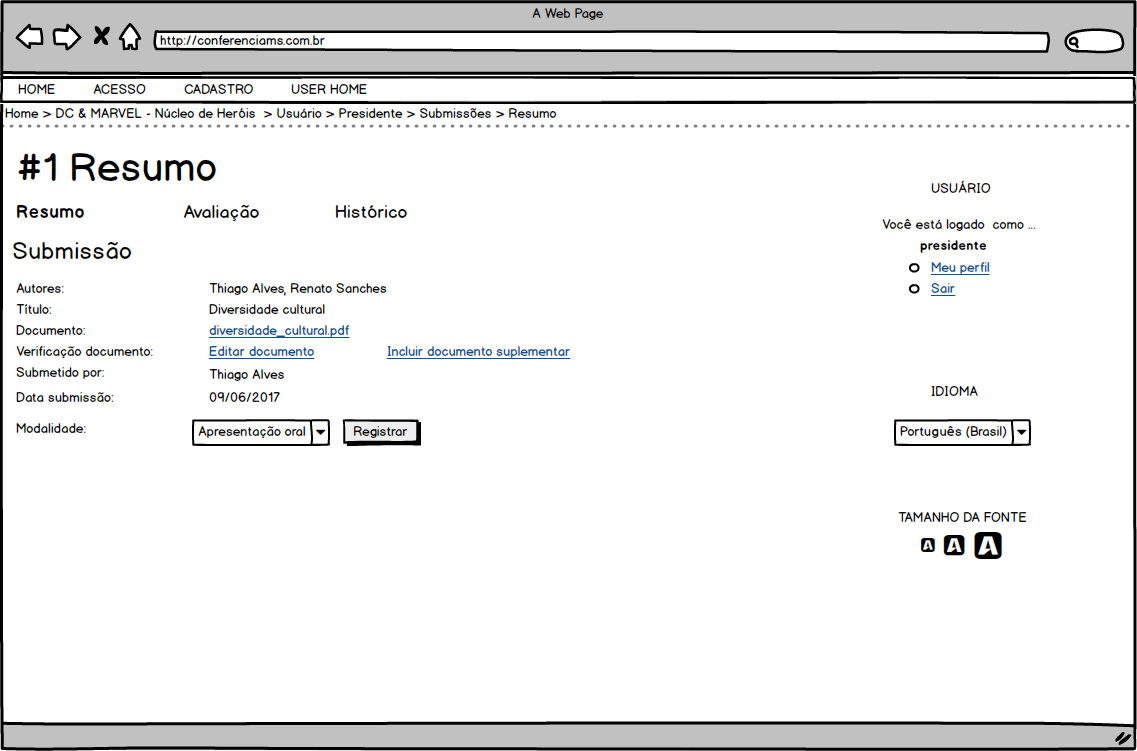 A Web Page
http://conferenciams.com.br
HOME ACESSO CADASTRO USER HOME
Home > DC & MARVEL - Núcleo de Heróis > Usuário > Presidente > Submissões > Resumo
#1 Resumo
Resumo Avaliação Histórico
Submissão
Autores: Thiago Alves, Renato Sanches
Título: Diversidade cultural
Documento: diversidade_cultural.pdf
Verificação documento: Editar documento Incluir documento suplementar
Submetido por: Thiago Alves
Data submissão: 09/06/2017
Modalidade: Apresentação oral Registrar
USUÁRIO
Você está logado como ...
presidente
Meu perfil
Sair
IDIOMA
Português (Brasil)
TAMANHO DA FONTE
A A A